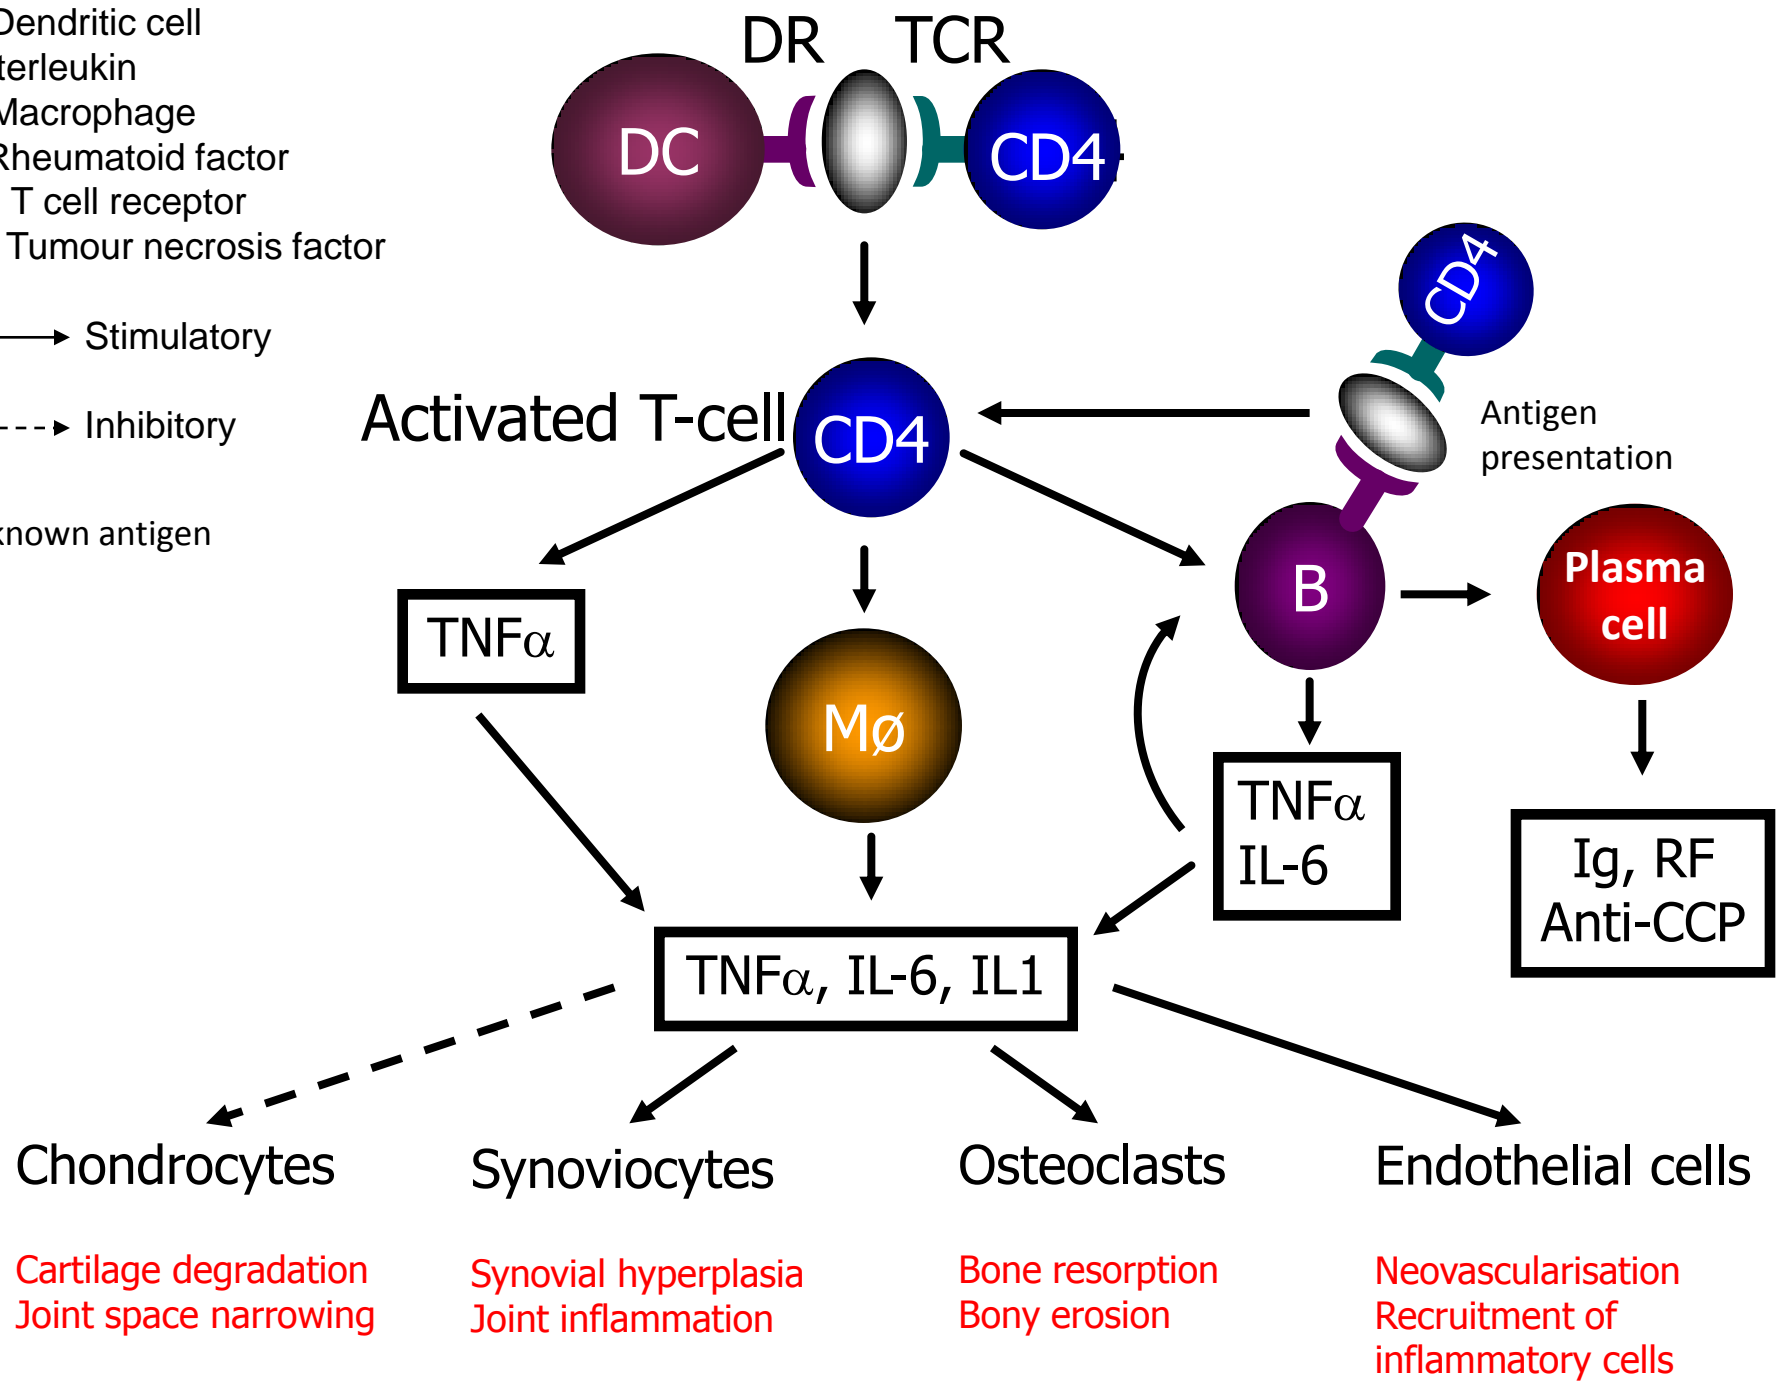 Dendritic cell
terleukin
Macrophage
Rheumatoid factor
T cell receptor
Tumour necrosis factor
Stimulatory
Inhibitory
known antigen
DR TCR
DC
CD4
CD4
Antigen
presentation
Activated T-cell
CD4
B
Plasma
cell
TNFα
Mø
TNFα
IL-6
Ig, RF
Anti-CCP
TNFα, IL-6, IL1
Chondrocytes
Synoviocytes
Osteoclasts
Endothelial cells
Cartilage degradation
Joint space narrowing
Synovial hyperplasia
Joint inflammation
Bone resorption
Bony erosion
Neovascularisation
Recruitment of
inflammatory cells